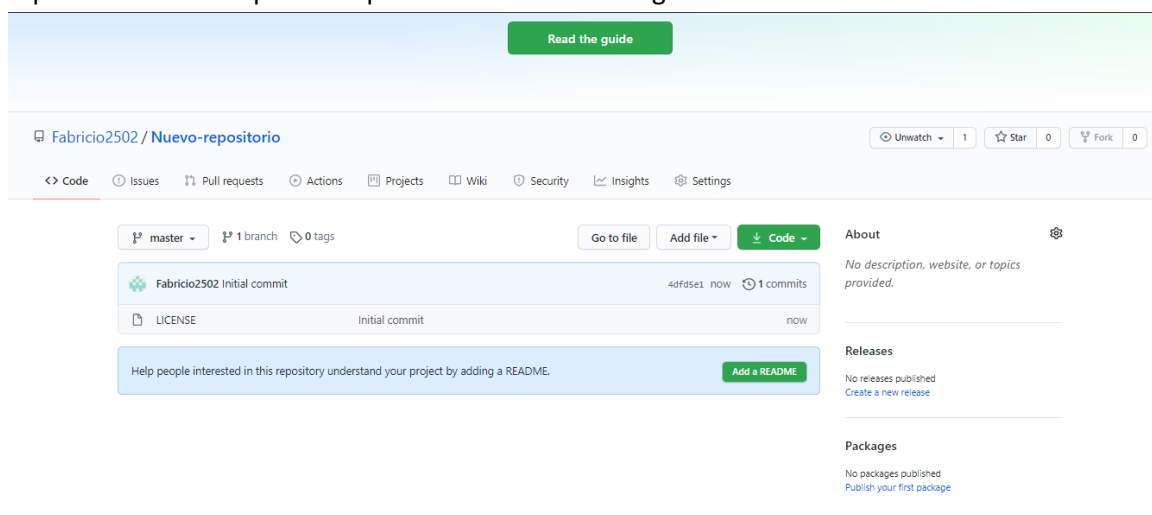 Read the guide
Fabricio2502 / Nuevo-repositorio
Unwatch 1 Star 0 Fork 0
<> Code Issues Pull requests Actions Projects Wiki Security Insights Settings
master 1 branch 0 tags Go to file Add file Code
Fabricio2502 Initial commit 4dfd5e1 now 1 commits
LICENSE Initial commit now
Help people interested in this repository understand your project by adding a README. Add a README
About
No description, website, or topics
provided.
Releases
No releases published
Create a new release
Packages
No packages published
Publish your first package